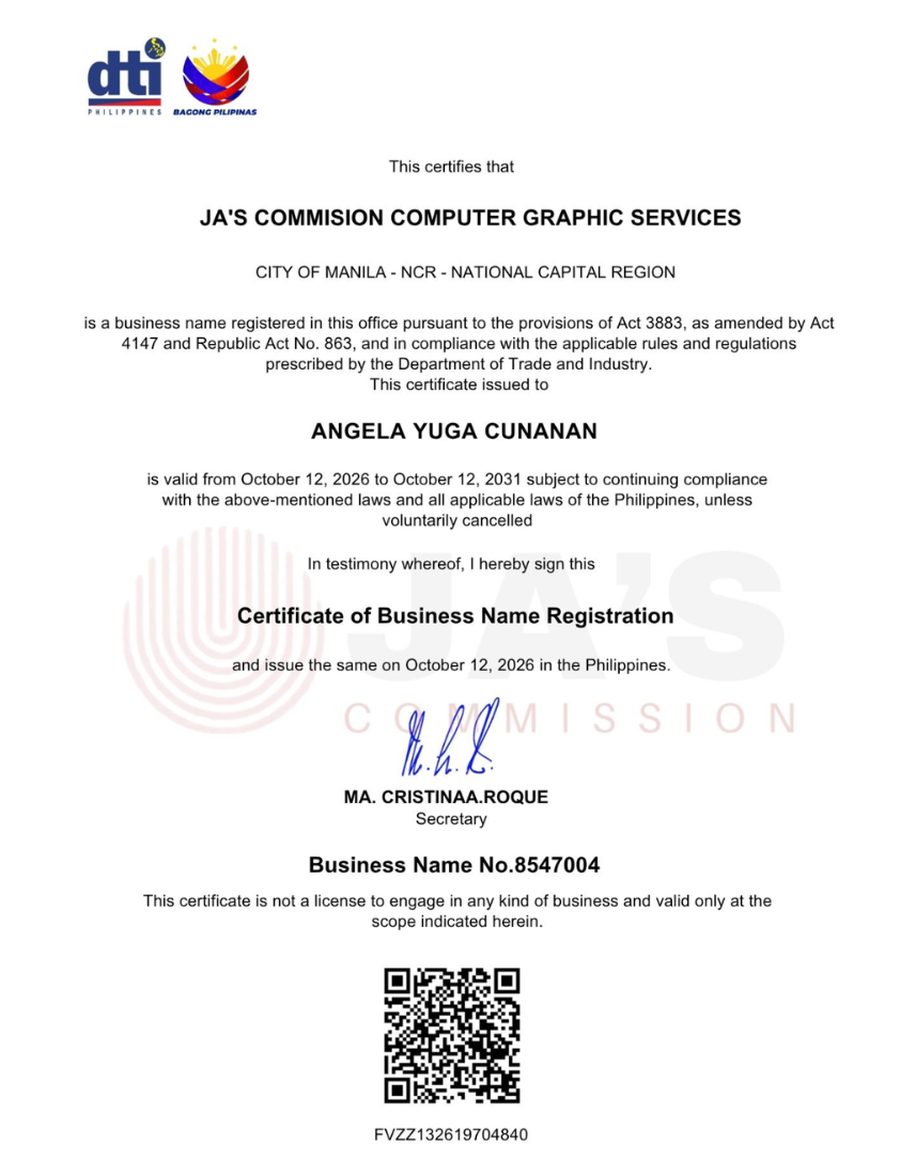 dti
PHILIPPINES
BAGONG PILIPINAS
This certifies that
JA'S COMMISION COMPUTER GRAPHIC SERVICES
CITY OF MANILA - NCR - NATIONAL CAPITAL REGION
is a business name registered in this office pursuant to the provisions of Act 3883, as amended by Act
4147 and Republic Act No. 863, and in compliance with the applicable rules and regulations
prescribed by the Department of Trade and Industry.
This certificate issued to
ANGELA YUGA CUNANAN
is valid from October 12, 2026 to October 12, 2031 subject to continuing compliance
with the above-mentioned laws and all applicable laws of the Philippines, unless
voluntarily cancelled
In testimony whereof, I hereby sign this
JA'S
Certificate of Business Name Registration
and issue the same on October 12, 2026 in the Philippines.
COMMISSION
MA. CRISTINAA.ROQUE
Secretary
Business Name No.8547004
This certificate is not a license to engage in any kind of business and valid only at the
scope indicated herein.
FVZZ132619704840